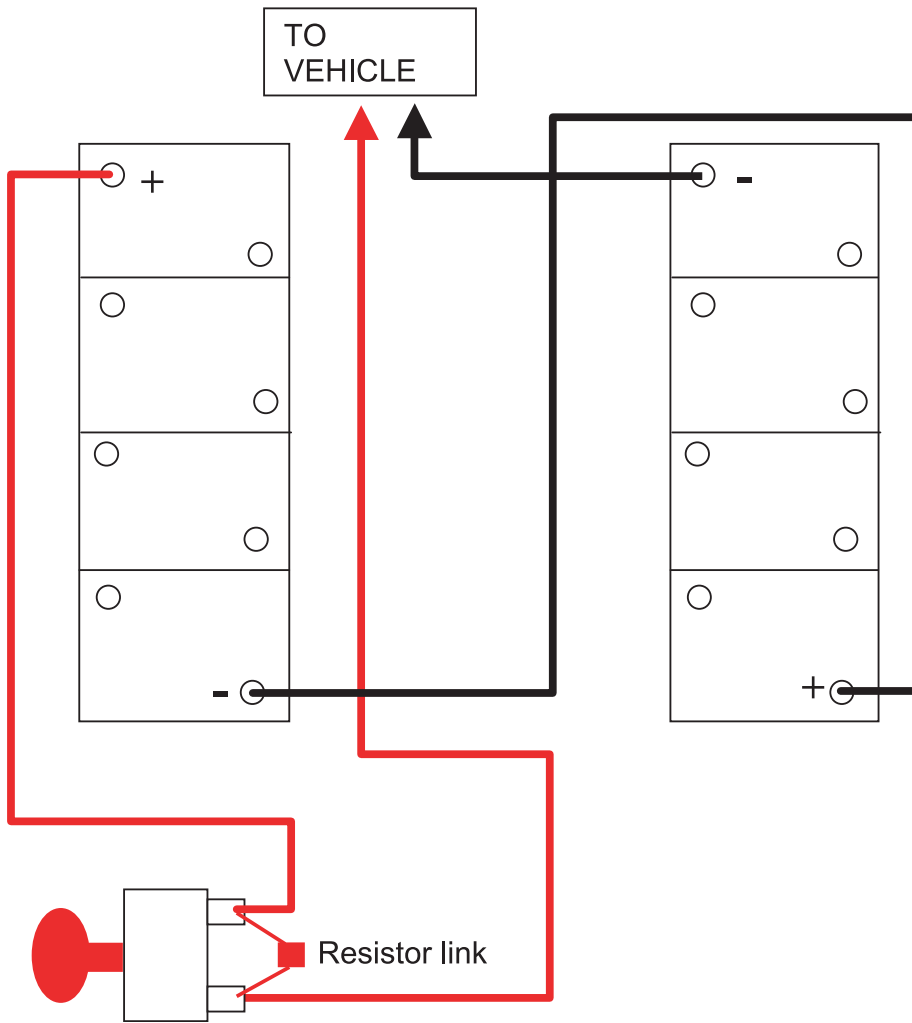 TO
VEHICLE
+
-
-
+
Resistor link